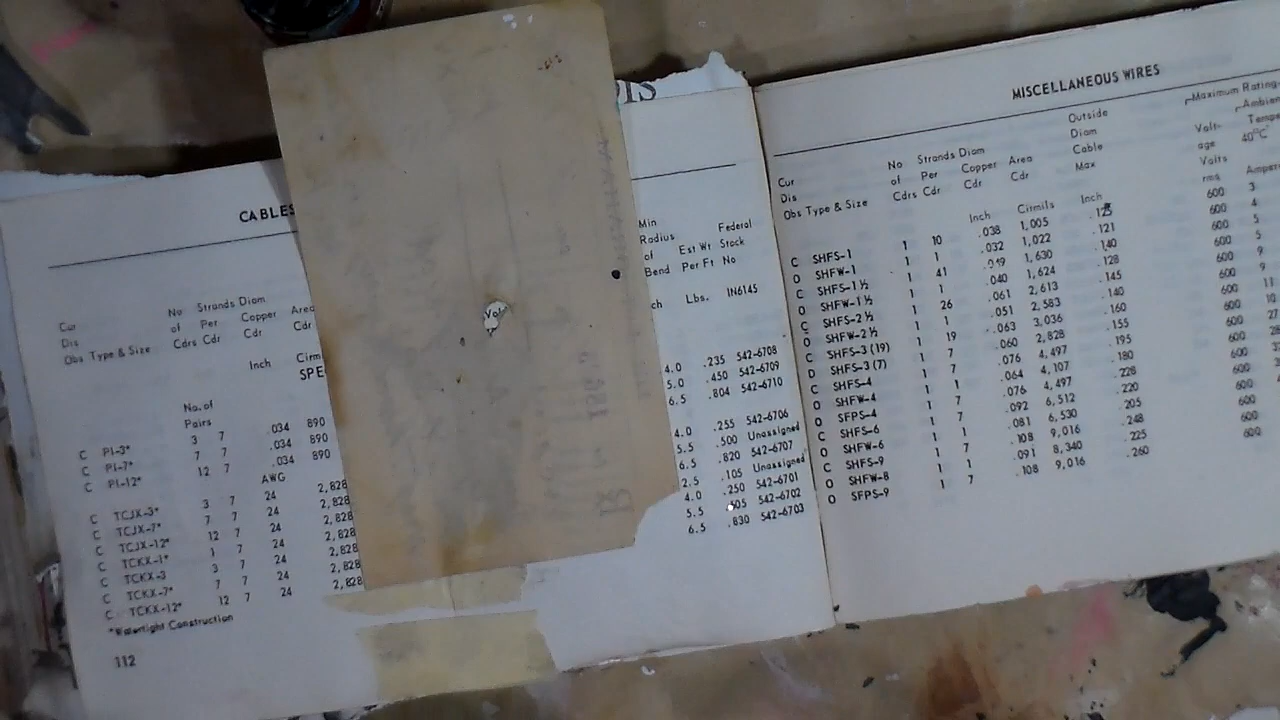 CABLES
No Strands Diam
Cur of Per Copper Area
Dis Cdrs Cdr Cdr Cdr
Obs Type & Size
Inch Cirm
SPE
No. of
Pairs
C PI-3* 3 7 .034 890
C PI-7* 7 7 .034 890
C PI-12* 12 7 .034 890
AWG
C TCJX-3* 3 7 24 2,828
C TCJX-7* 7 7 24 2,828
C TCJX-12* 12 7 24 2,828
C TCKX-1* 1 7 24 2,828
C TCKX-3 3 7 24 2,828
C TCKX-7* 7 7 24 2,828
C TCKX-12* 12 7 24 2,828
*Watertight Construction
112
Vol
Min
Radius Federal
of Est Wt Stock
Bend Per Ft No
ch Lbs. IN6145
4.0 .235 542-6708
5.0 .450 542-6709
6.5 .804 542-6710
4.0 .255 542-6706
5.5 .500 Unassigned
6.5 .820 542-6707
2.5 .105 Unassigned
4.0 .250 542-6701
5.5 .505 542-6702
6.5 .830 542-6703
MISCELLANEOUS WIRES
Maximum Rating
Outside
Diam Volt- Temp
Cur No Strands Diam Area Cable age 40°C
Dis of Per Copper Cdr Max Volts
Obs Type & Size Cdrs Cdr Cdr rms
Inch Cirmils Inch
C SHFS-1 1 10 .038 1,005 .125 600 3
O SHFW-1 1 1 .032 1,022 .121 600 4
C SHFS-1½ 1 41 1,630 .140 600 5
O SHFW-1½ 1 1 .040 1,624 .128 600 5
C SHFS-2½ 1 26 .061 2,613 .145 600 9
O SHFW-2½ 1 1 .051 2,583 .140 600 9
C SHFS-3 (19) 1 19 .063 3,036 .160 600 11
D SHFS-3 (7) 1 7 .060 2,828 .155 600 10
C SHFS-4 1 7 .076 4,497 .195 600 27
O SHFW-4 1 1 .064 4,107 .180 600
O SFPS-4 1 7 .076 4,497 .228 600
C SHFS-6 1 7 .092 6,512 .220 600
O SHFW-6 1 1 .081 6,530 .205 600
C SHFS-9 1 7 .108 9,016 .248 600
O SHFW-8 1 1 .091 8,340 .225 600
O SFPS-9 1 7 .108 9,016 .260